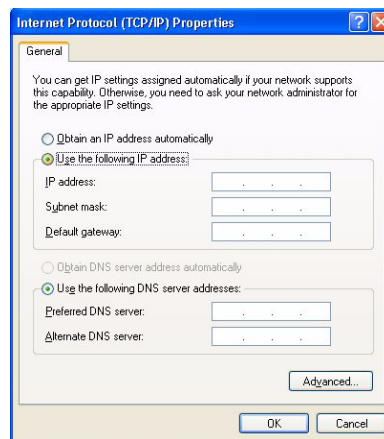 Internet Protocol (TCP/IP) Properties
General
You can get IP settings assigned automatically if your network supports
this capability. Otherwise, you need to ask your network administrator for
the appropriate IP settings.
Obtain an IP address automatically
Use the following IP address:
IP address:
Subnet mask:
Default gateway:
Obtain DNS server address automatically
Use the following DNS server addresses:
Preferred DNS server:
Alternate DNS server:
Advanced...
OK Cancel